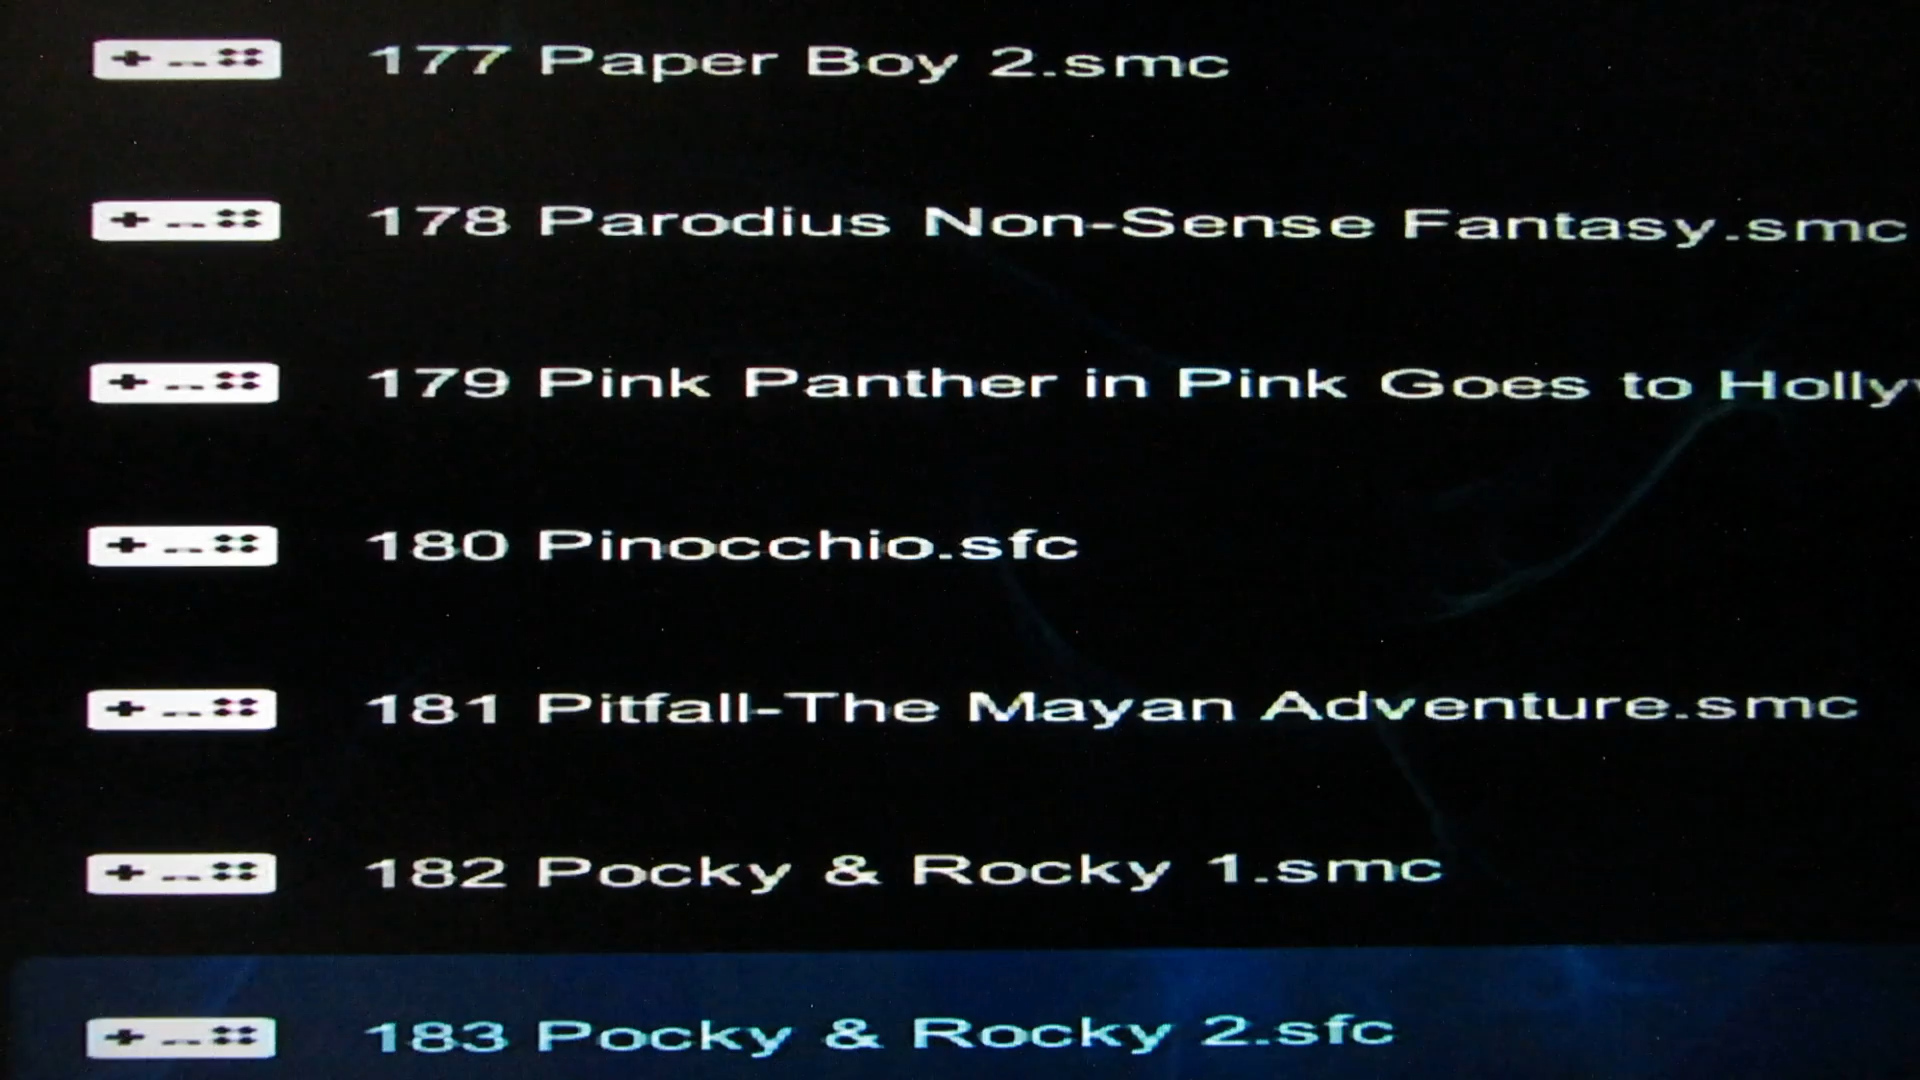 177 Paper Boy 2.smc
178 Parodius Non-Sense Fantasy.smc
179 Pink Panther in Pink Goes to Holly
180 Pinocchio.sfc
181 Pitfall-The Mayan Adventure.smc
182 Pocky & Rocky 1.smc
183 Pocky & Rocky 2.sfc